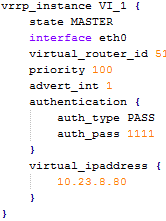 vrrp_instance VI_1 {
    state MASTER
    interface eth0
    virtual_router_id 51
    priority 100
    advert_int 1
    authentication {
        auth_type PASS
        auth_pass 1111
    }
    virtual_ipaddress {
        10.23.8.80
    }
}